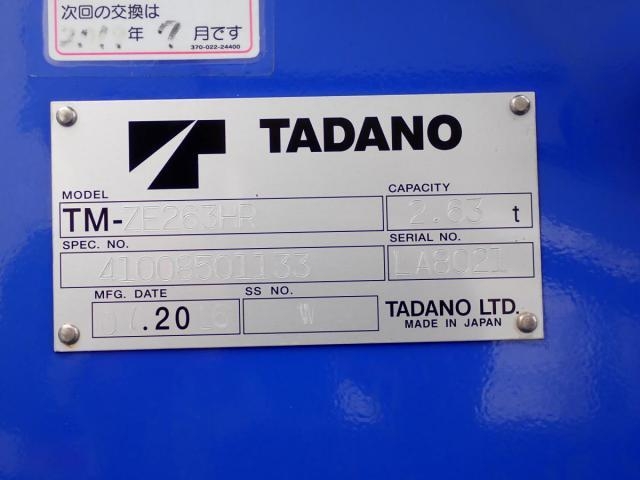 次回の交換は
年 7 月です
370-022-24400
TADANO
MODEL
TM-ZE263HR
CAPACITY
2.63 t
SPEC. NO.
41008501133
SERIAL NO.
LA8021
MFG. DATE
.20
SS NO.
W
TADANO LTD.
MADE IN JAPAN